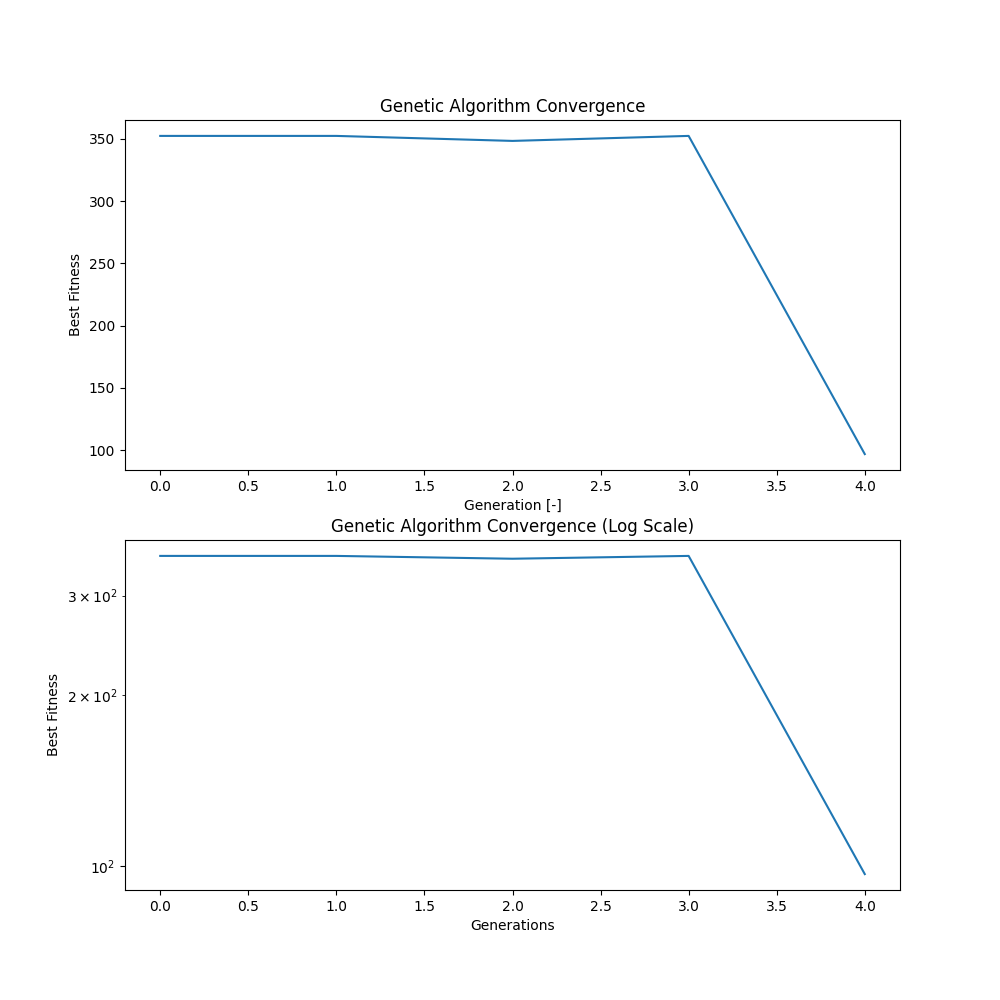 Genetic Algorithm Convergence
350
300
250
200
150
100
Best Fitness
0.0 0.5 1.0 1.5 2.0 2.5 3.0 3.5 4.0
Generation [-]
Genetic Algorithm Convergence (Log Scale)
3 × 10²
2 × 10²
10²
Best Fitness
0.0 0.5 1.0 1.5 2.0 2.5 3.0 3.5 4.0
Generations